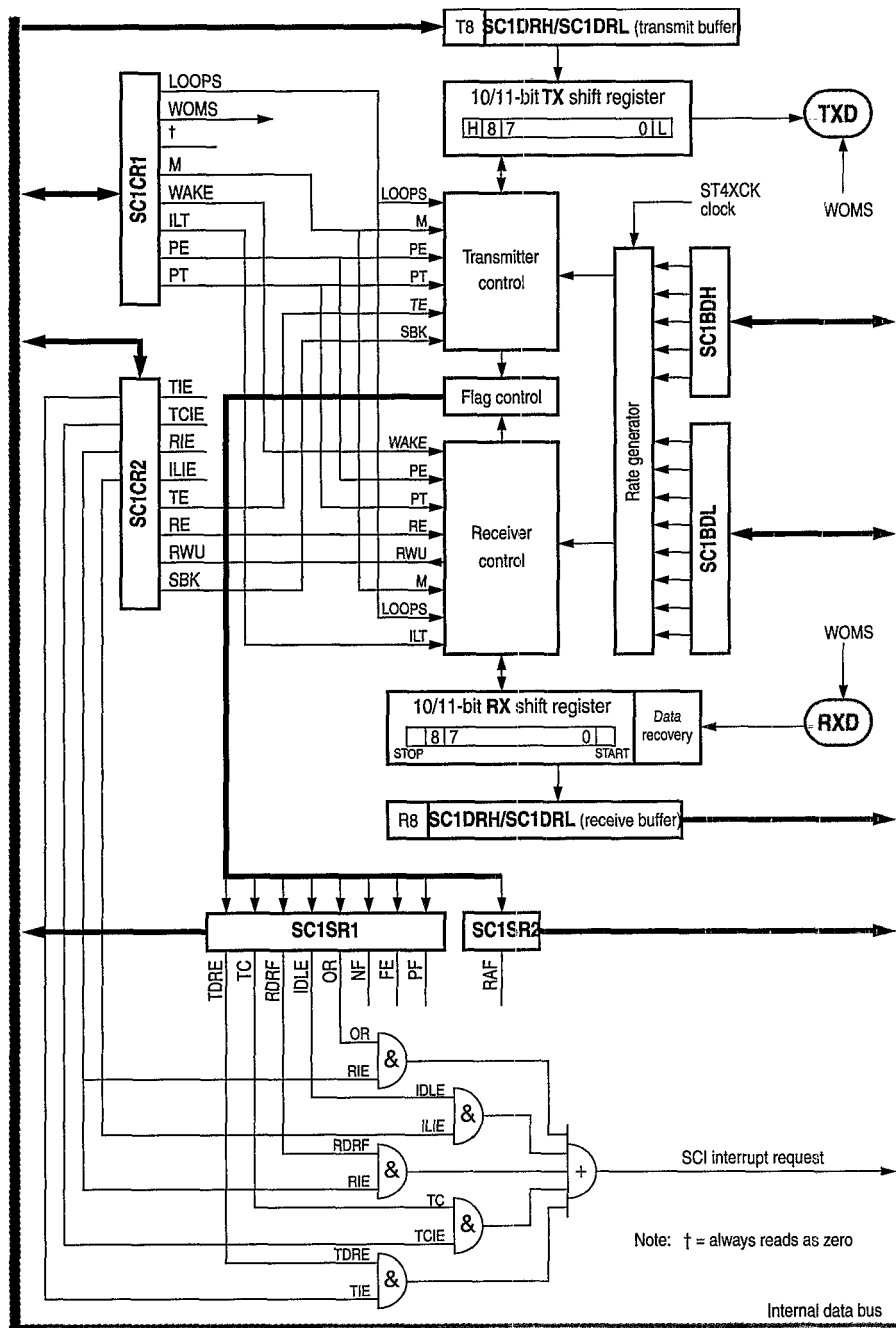 T8 SC1DRH/SC1DRL (transmit buffer)
10/11-bit TX shift register
H 8 7 0 L
TXD
WOMS
ST4XCK
clock
SC1CR1
LOOPS
WOMS
†
M
WAKE
ILT
PE
PT
LOOPS
M
PE
PT
TE
SBK
Transmitter
control
Rate generator
SC1BDH
SC1CR2
TIE
TCIE
RIE
ILIE
TE
RE
RWU
SBK
Flag control
WAKE
PE
PT
RE
RWU
M
LOOPS
ILT
Receiver
control
SC1BDL
WOMS
RXD
10/11-bit RX shift register
8 7 0
STOP START
Data
recovery
R8 SC1DRH/SC1DRL (receive buffer)
SC1SR1
SC1SR2
TDRE
TC
RDRF
IDLE
OR
NF
FE
PF
RAF
OR
RIE
&
IDLE
ILIE
&
RDRF
RIE
&
TC
TCIE
&
TDRE
TIE
&
+
SCI interrupt request
Note: † = always reads as zero
Internal data bus